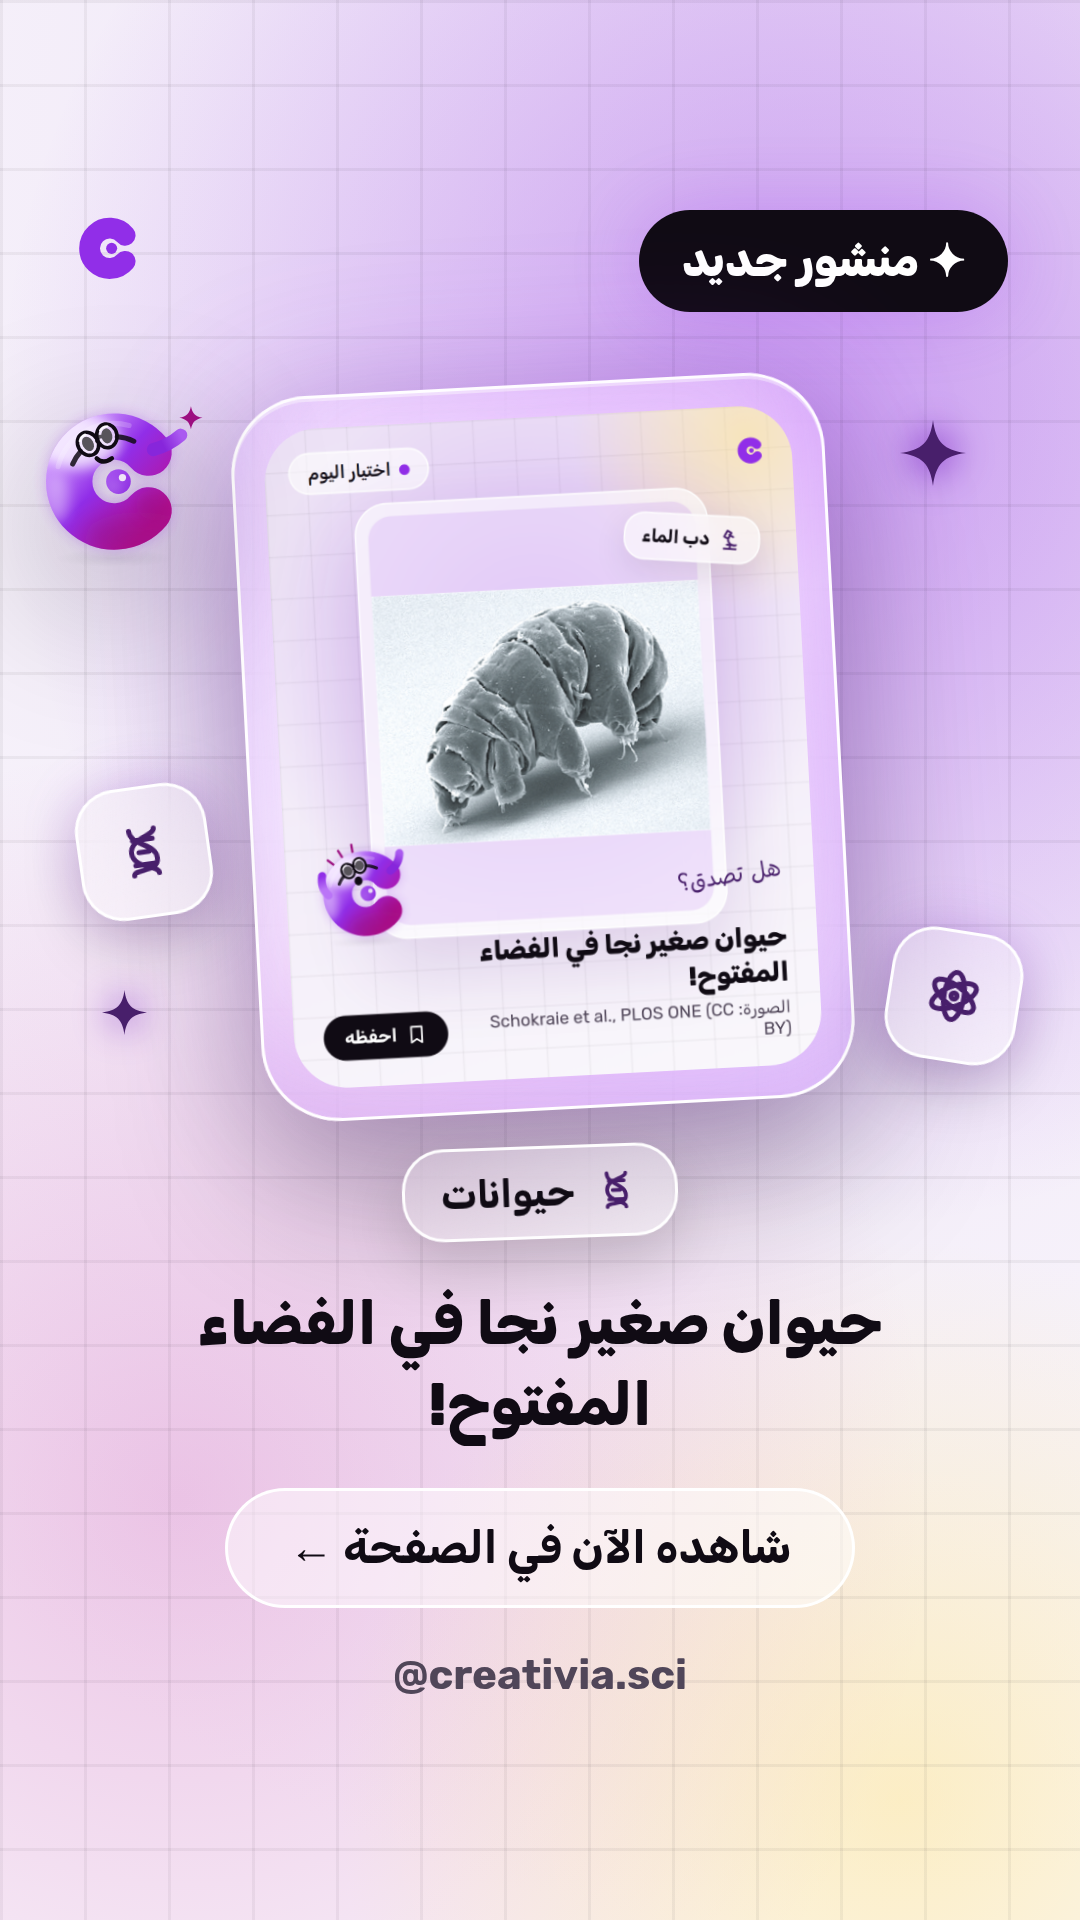 ✦ منشور جديد
اختيار اليوم
دب الماء
هل تصدق؟
حيوان صغير نجا في الفضاء
المفتوح!
الصورة: Schokraie et al., PLOS ONE (CC
BY)
احفظه
حيوانات
حيوان صغير نجا في الفضاء
المفتوح!
شاهده الآن في الصفحة ←
@creativia.sci